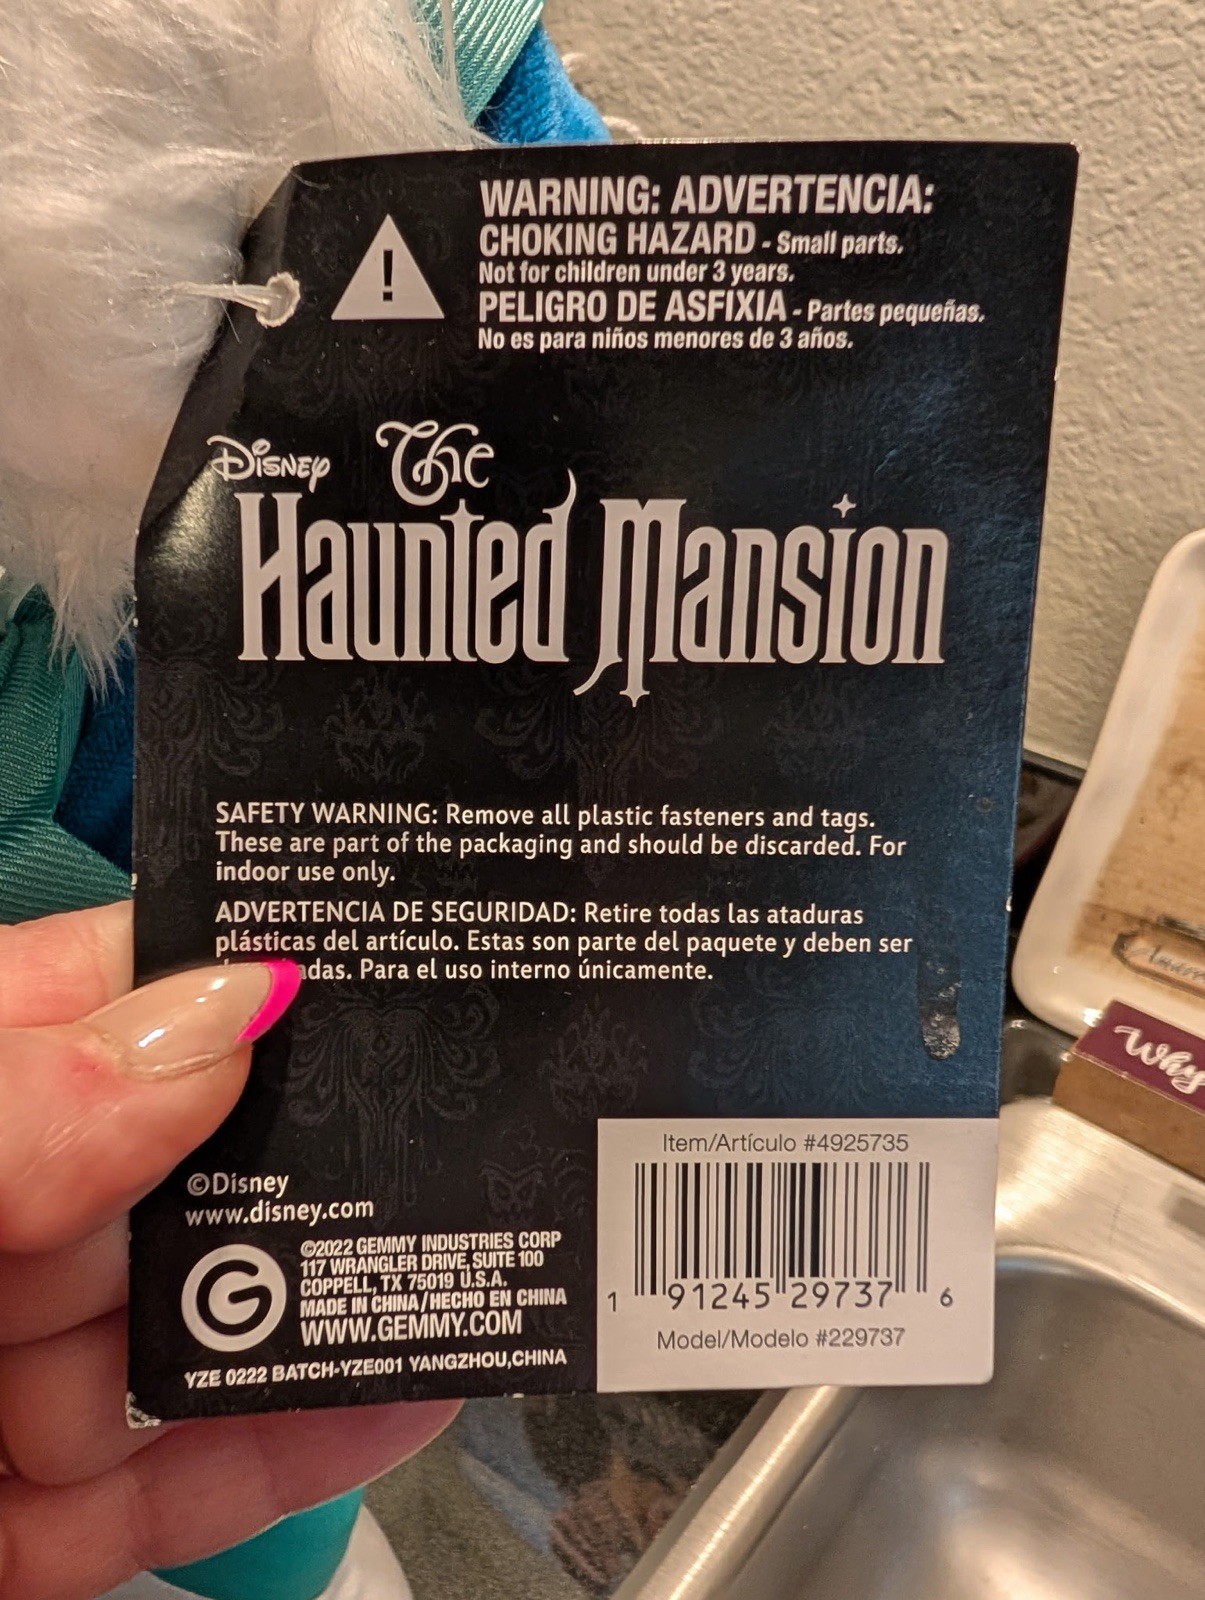 WARNING: ADVERTENCIA:
CHOKING HAZARD - Small parts.
Not for children under 3 years.
PELIGRO DE ASFIXIA - Partes pequeñas.
No es para niños menores de 3 años.
!
Disney The
Haunted Mansion
SAFETY WARNING: Remove all plastic fasteners and tags.
These are part of the packaging and should be discarded. For
indoor use only.
ADVERTENCIA DE SEGURIDAD: Retire todas las ataduras
plásticas del artículo. Estas son parte del paquete y deben ser
Para el uso interno únicamente.
©Disney
www.disney.com
G
©2022 GEMMY INDUSTRIES CORP
117 WRANGLER DRIVE, SUITE 100
COPPELL, TX 75019 U.S.A.
MADE IN CHINA/HECHO EN CHINA
WWW.GEMMY.COM
YZE 0222 BATCH-YZE001 YANGZHOU,CHINA
Item/Artículo #4925735
1 91245 29737 6
Model/Modelo #229737
Why